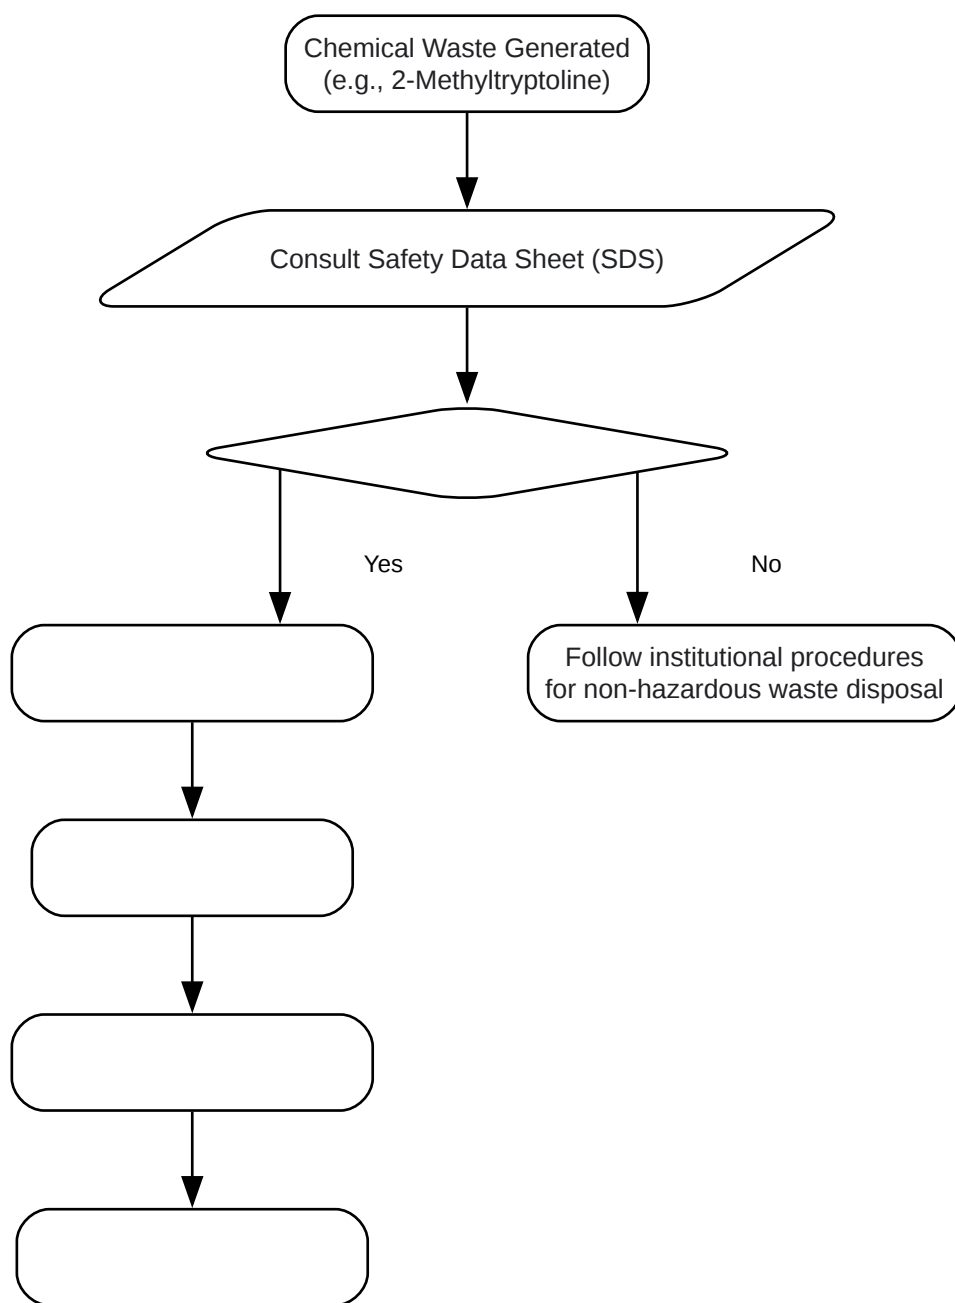 Chemical Waste Generated
(e.g., 2-Methyltryptoline)
Consult Safety Data Sheet (SDS)
Yes
No
Follow institutional procedures
for non-hazardous waste disposal